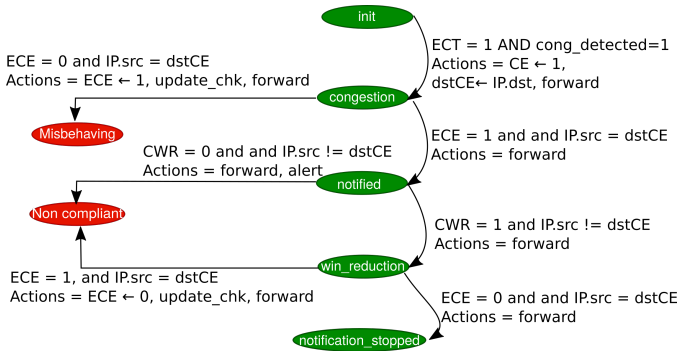 init
ECT = 1 AND cong_detected=1
Actions = CE ← 1,
dstCE← IP.dst, forward
ECE = 0 and IP.src = dstCE
Actions = ECE ← 1, update_chk, forward
congestion
Misbehaving
ECE = 1 and and IP.src = dstCE
Actions = forward
CWR = 0 and and IP.src != dstCE
Actions = forward, alert
notified
Non compliant
CWR = 1 and IP.src != dstCE
Actions = forward
win_reduction
ECE = 1, and IP.src = dstCE
Actions = ECE ← 0, update_chk, forward
ECE = 0 and and IP.src = dstCE
Actions = forward
notification_stopped